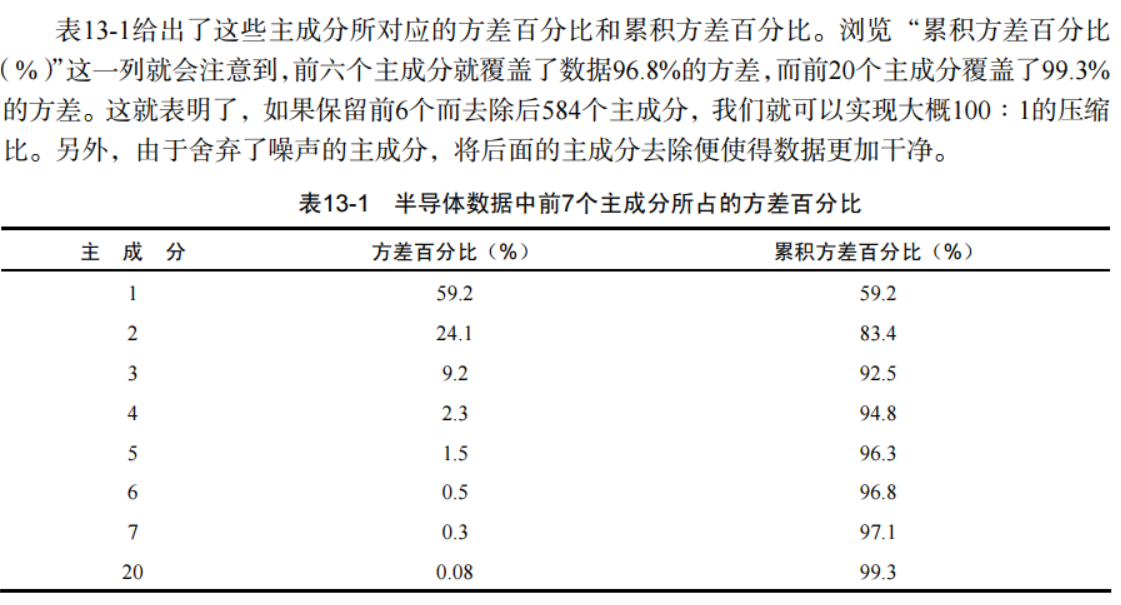 表13-1给出了这些主成分所对应的方差百分比和累积方差百分比。浏览“累积方差百分比
（%）”这一列就会注意到,前六个主成分就覆盖了数据96.8%的方差,而前20个主成分覆盖了99.3%
的方差。这就表明了，如果保留前6个而去除后584个主成分，我们就可以实现大概100∶1的压缩
比。另外，由于舍弃了噪声的主成分，将后面的主成分去除便使得数据更加干净。
表13-1 半导体数据中前7个主成分所占的方差百分比
主 成 分 方差百分比（%） 累积方差百分比（%）
1 59.2 59.2
2 24.1 83.4
3 9.2 92.5
4 2.3 94.8
5 1.5 96.3
6 0.5 96.8
7 0.3 97.1
20 0.08 99.3